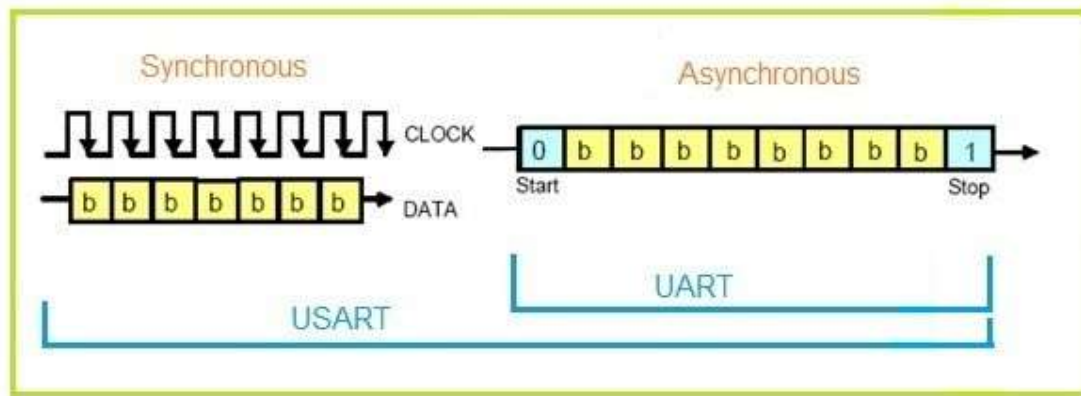 Synchronous
Asynchronous
CLOCK
0 b b b b b b b b 1
Start
Stop
b b b b b b b
DATA
UART
USART